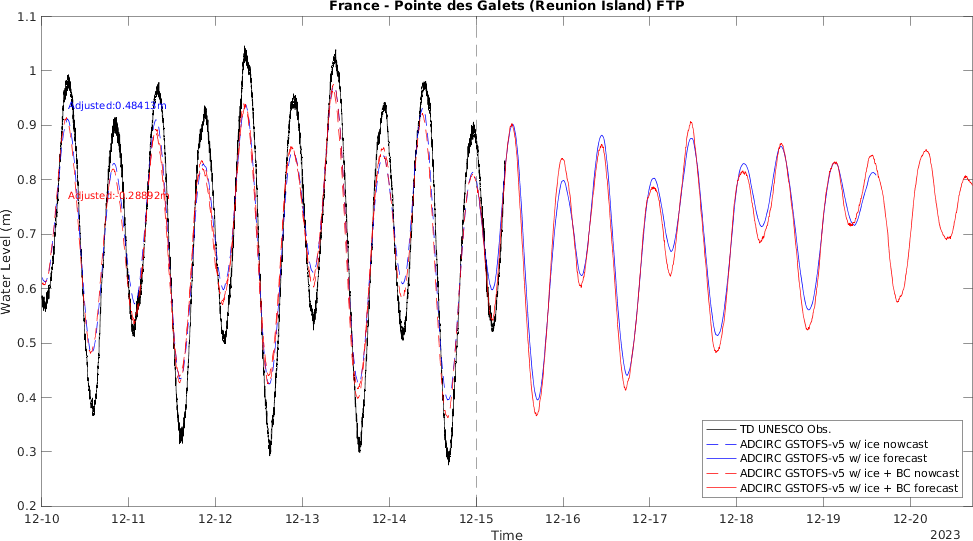 France - Pointe des Galets (Reunion Island) FTP
1.1
1
0.9
0.8
0.7
0.6
0.5
0.4
0.3
0.2
Water Level (m)
Adjusted:0.48413m
Adjusted:-0.28892m
TD UNESCO Obs.
ADCIRC GSTOFS-v5 w/ ice nowcast
ADCIRC GSTOFS-v5 w/ ice forecast
ADCIRC GSTOFS-v5 w/ ice + BC nowcast
ADCIRC GSTOFS-v5 w/ ice + BC forecast
12-10 12-11 12-12 12-13 12-14 12-15 12-16 12-17 12-18 12-19 12-20
Time
2023